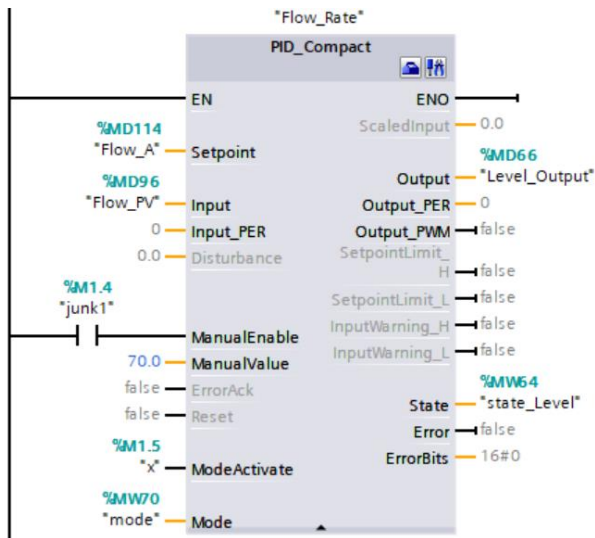 "Flow_Rate"
PID_Compact
EN ENO
ScaledInput 0.0
%MD114
"Flow_A" Setpoint
%MD66
Output "Level_Output"
%MD96
"Flow_PV" Input
Output_PER 0
0 Input_PER
Output_PWM false
0.0 Disturbance
SetpointLimit_
H false
%M1.4
"junk1"
SetpointLimit_L false
InputWarning_H false
ManualEnable
InputWarning_L false
70.0 ManualValue
false ErrorAck
%MW64
State "state_Level"
false Reset
Error false
%M1.5
"x" ModeActivate
ErrorBits 16#0
%MW70
"mode" Mode